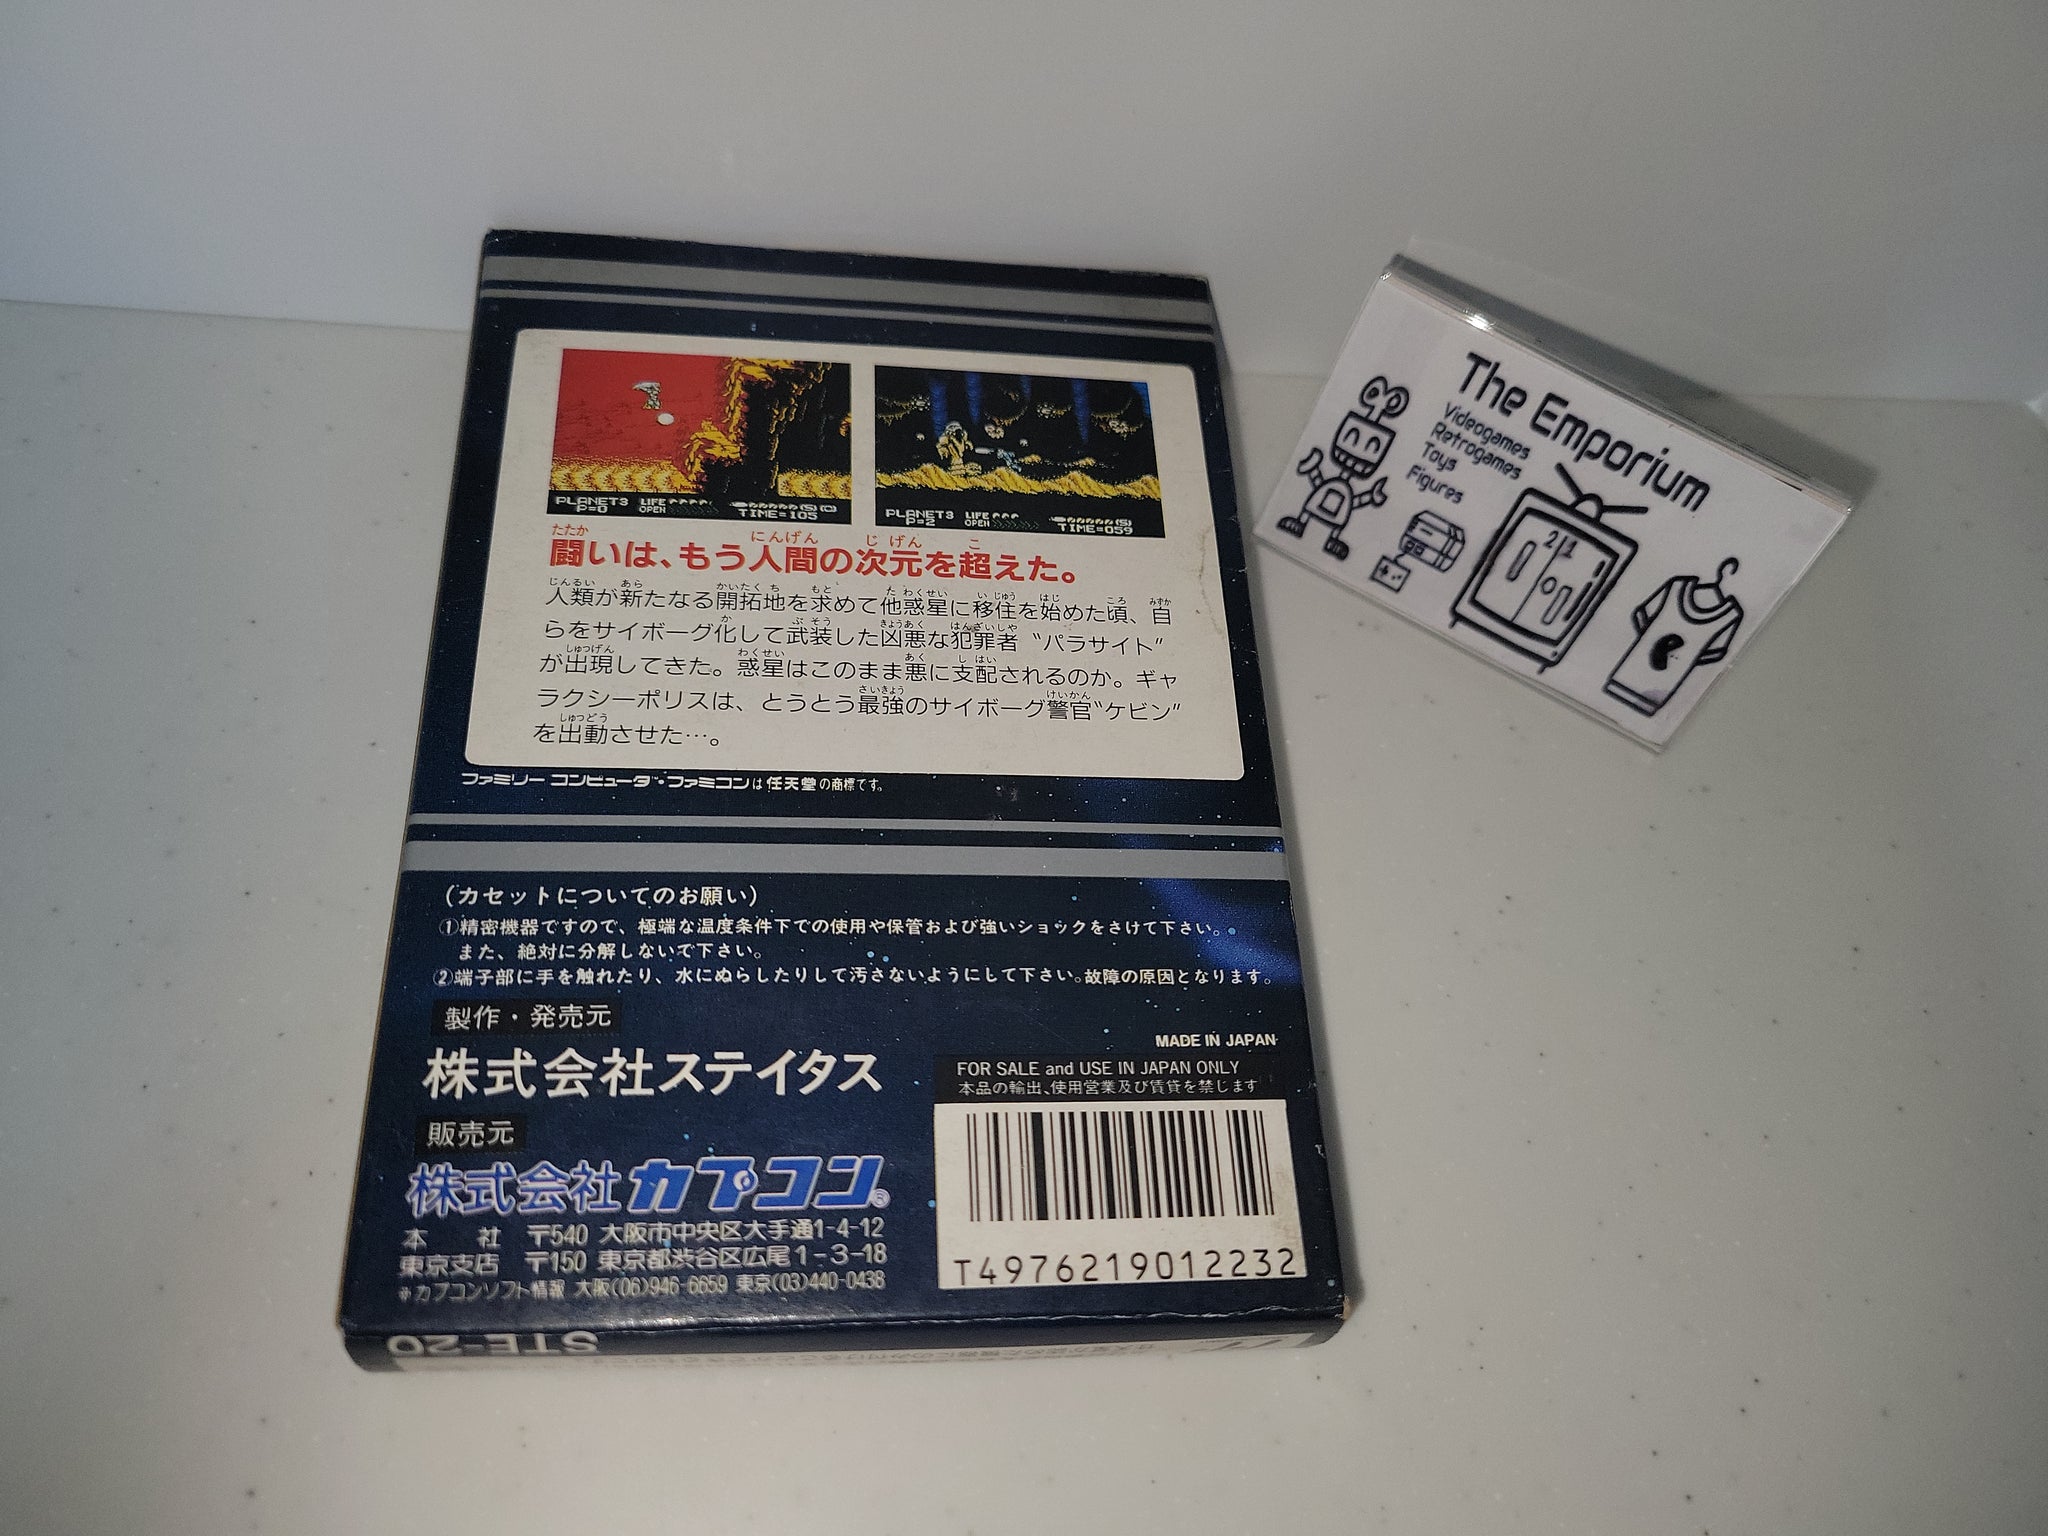 PLANET3 LIFE
P=0 OPEN TIME=105
PLANET3 LIFE
P=2 OPEN TIME=059
闘いは、もう人間の次元を超えた。
人類が新たなる開拓地を求めて他惑星に移住を始めた頃、自
らをサイボーグ化して武装した凶悪な犯罪者“パラサイト”
が出現してきた。惑星はこのまま悪に支配されるのか。ギャ
ラクシーポリスは、とうとう最強のサイボーグ警官“ケビン”
を出動させた…。
ファミリーコンピュータ™・ファミコンは任天堂の商標です。
(カセットについてのお願い)
①精密機器ですので、極端な温度条件下での使用や保管および強いショックをさけて下さい。
また、絶対に分解しないで下さい。
②端子部に手を触れたり、水にぬらしたりして汚さないようにして下さい。故障の原因となります。
製作・発売元
株式会社ステイタス
販売元
株式会社カプコン®
本社 〒540 大阪市中央区大手通1-4-12
東京支店 〒150 東京都渋谷区広尾1-3-18
※カプコンソフト情報 大阪(06)946-6659 東京(03)440-0438
MADE IN JAPAN
FOR SALE and USE IN JAPAN ONLY
本品の輸出、使用営業及び賃貸を禁じます
T4976219012232
STE-20
The Emporium
Videogames
Retrogames
Toys
Figures
21